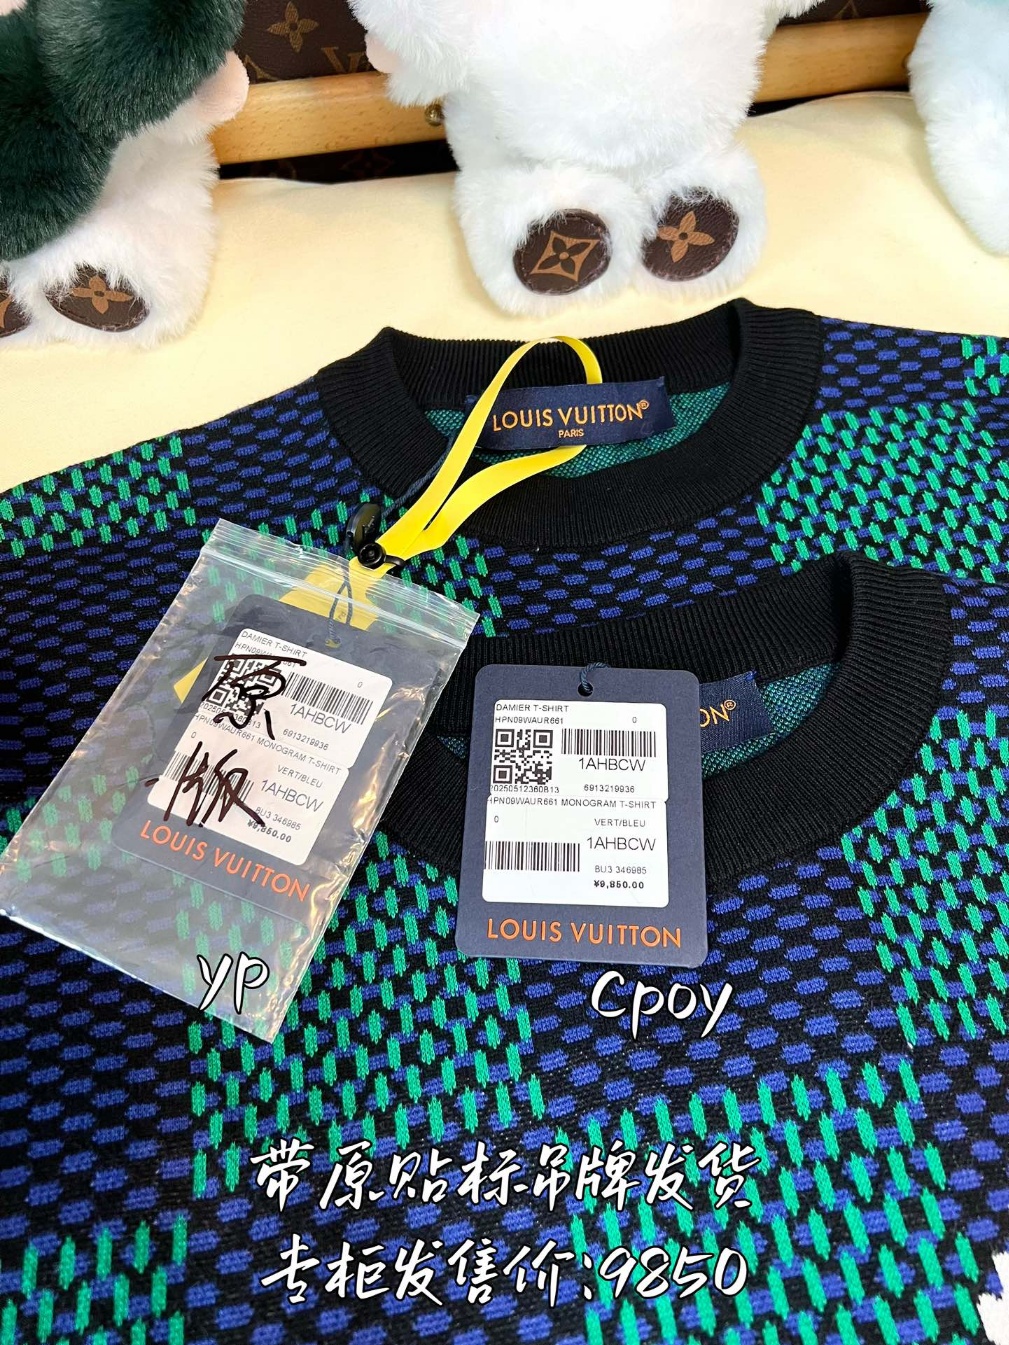 LOUIS VUITTON®
PARIS
DAMIER T-SHIRT
0
1AHBCW
6913219936
HPN09WAUR661 MONOGRAM T-SHIRT
0
VERT/BLEU
1AHBCW
BU3 346985
¥9,850.00
LOUIS VUITTON
原
版
ON®
DAMIER T-SHIRT
HPN09WAUR661 0
1AHBCW
20250512360813 6913219936
HPN09WAUR661 MONOGRAM T-SHIRT
0 VERT/BLEU
1AHBCW
BU3 346985
¥9,850.00
LOUIS VUITTON
yp
Cpoy
带原贴标吊牌发货
专柜发售价:9850